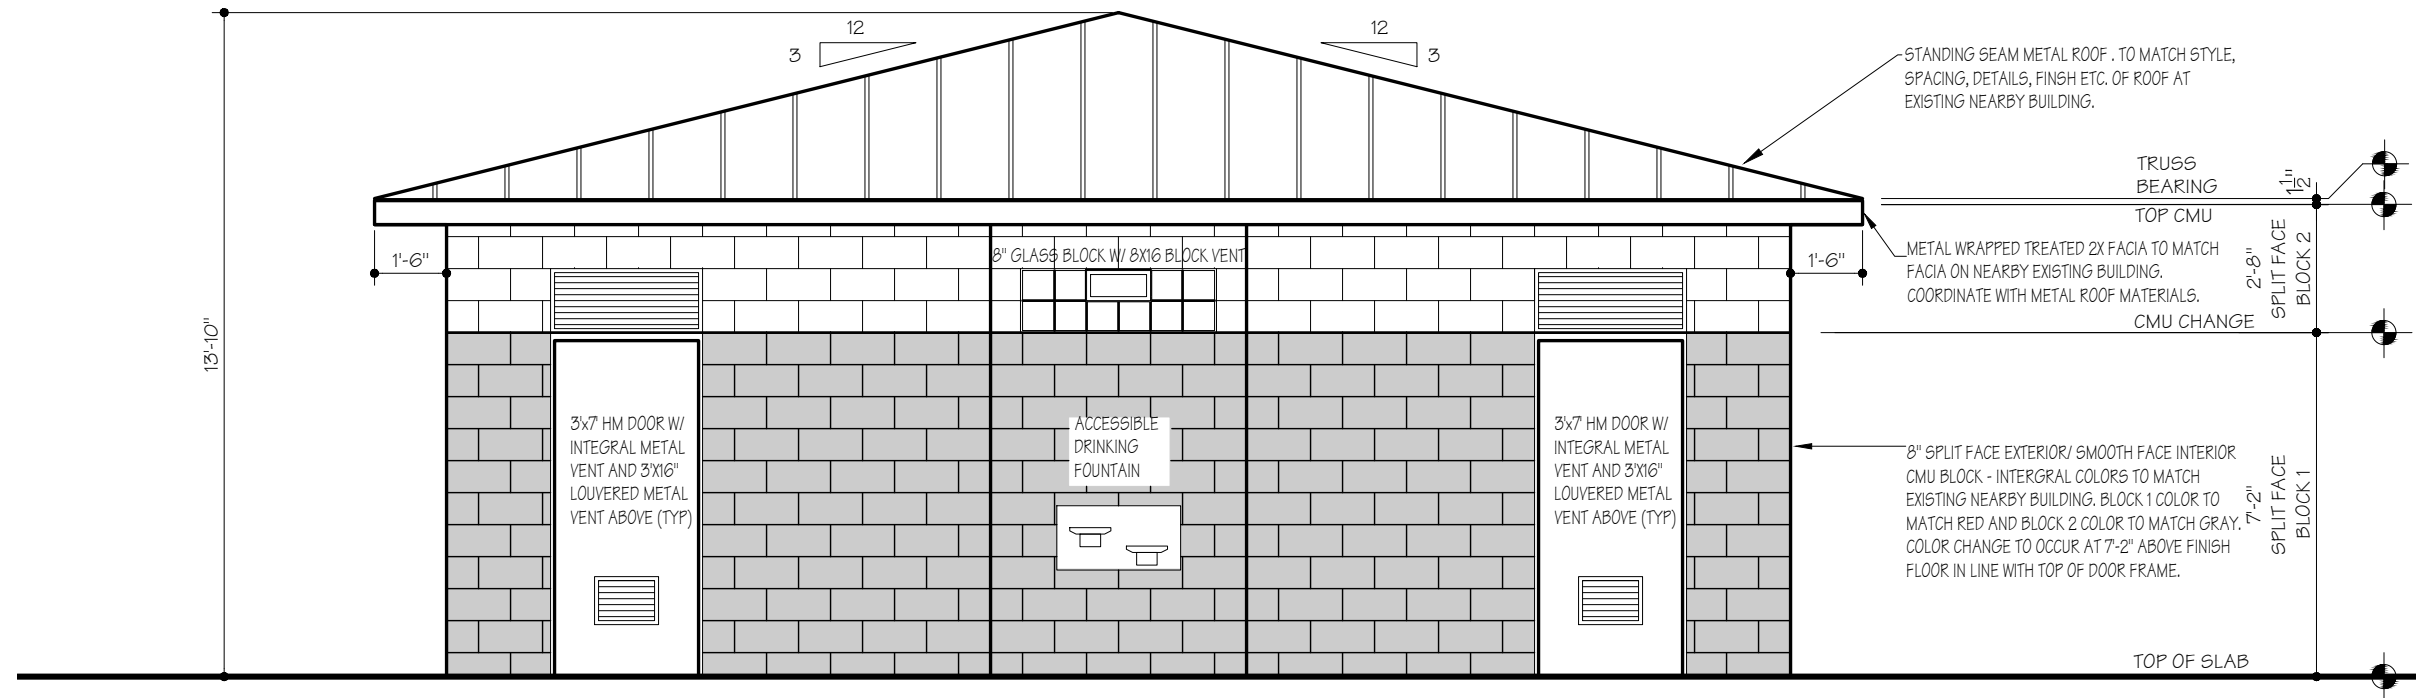 12
3
12
3
STANDING SEAM METAL ROOF . TO MATCH STYLE,
SPACING, DETAILS, FINSH ETC. OF ROOF AT
EXISTING NEARBY BUILDING.
TRUSS
BEARING
1 1/2"
TOP CMU
1'-6"
8" GLASS BLOCK W/ 8X16 BLOCK VENT
1'-6"
METAL WRAPPED TREATED 2X FACIA TO MATCH
FACIA ON NEARBY EXISTING BUILDING.
COORDINATE WITH METAL ROOF MATERIALS.
2'-8"
SPLIT FACE
BLOCK 2
CMU CHANGE
13'-10"
3'x7' HM DOOR W/
INTEGRAL METAL
VENT AND 3'X16"
LOUVERED METAL
VENT ABOVE (TYP)
ACCESSIBLE
DRINKING
FOUNTAIN
3'x7' HM DOOR W/
INTEGRAL METAL
VENT AND 3'X16"
LOUVERED METAL
VENT ABOVE (TYP)
8" SPLIT FACE EXTERIOR/ SMOOTH FACE INTERIOR
CMU BLOCK - INTERGRAL COLORS TO MATCH
EXISTING NEARBY BUILDING. BLOCK 1 COLOR TO
MATCH RED AND BLOCK 2 COLOR TO MATCH GRAY.
COLOR CHANGE TO OCCUR AT 7'-2" ABOVE FINISH
FLOOR IN LINE WITH TOP OF DOOR FRAME.
7'-2"
SPLIT FACE
BLOCK 1
TOP OF SLAB